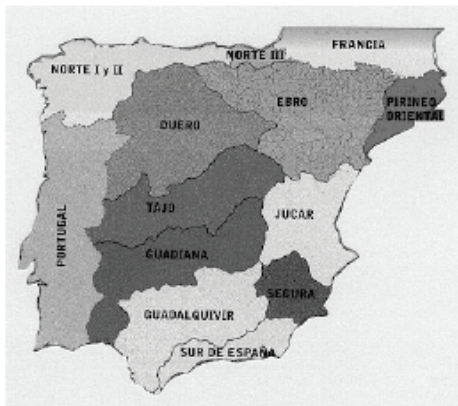 FRANCIA
NORTE III
NORTE I y II
EBRO
PIRINEO
ORIENTAL
DUERO
TAJO
JUCAR
PORTUGAL
GUADIANA
SEGURA
GUADALQUIVIR
SUR DE ESPAÑA